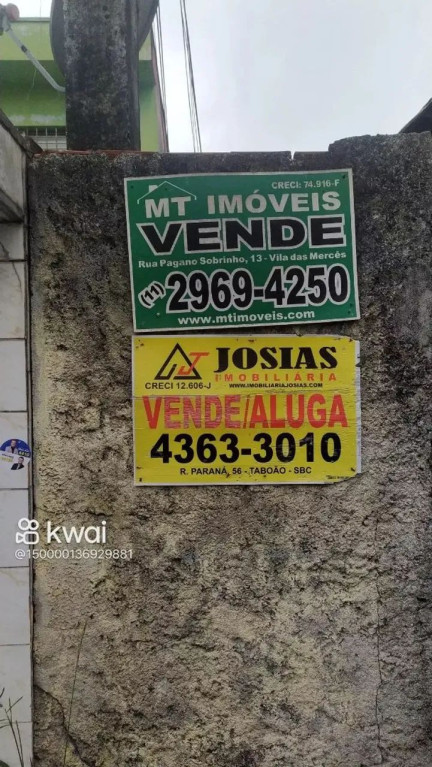 CRECI: 74.916-F
MT IMÓVEIS
VENDE
Rua Pagano Sobrinho, 13 - Vila das Mercês
(11) 2969-4250
www.mtimoveis.com
JOSIAS
IMOBILIÁRIA
CRECI 12.606-J
WWW.IMOBILIARIAJOSIAS.COM
VENDE/ALUGA
4363-3010
R. PARANÁ, 56 - TABOÃO - SBC
kwai
@150000136929881